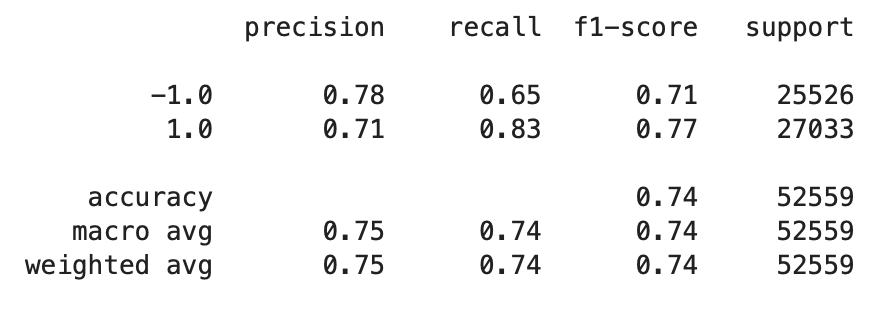 precision recall f1-score support
-1.0 0.78 0.65 0.71 25526
1.0 0.71 0.83 0.77 27033
accuracy 0.74 52559
macro avg 0.75 0.74 0.74 52559
weighted avg 0.75 0.74 0.74 52559